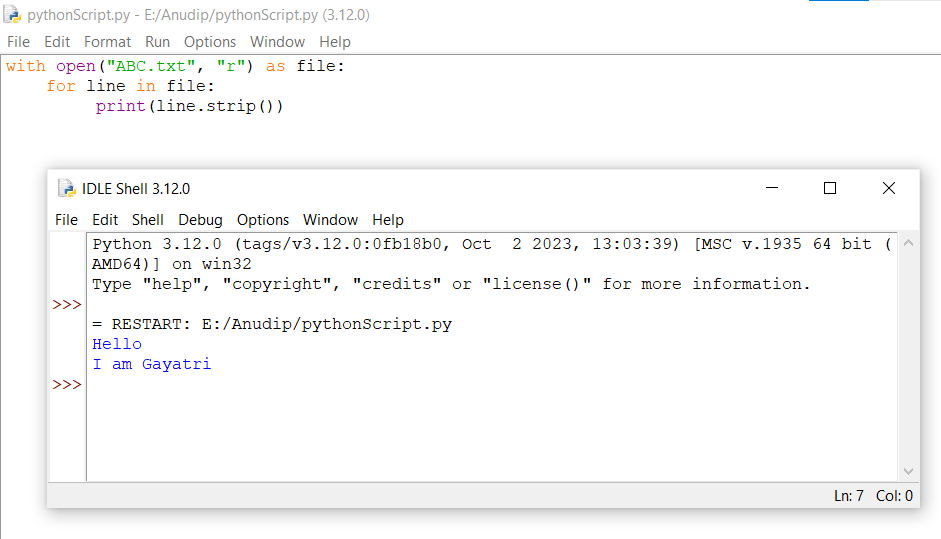 pythonScript.py - E:/Anudip/pythonScript.py (3.12.0)
File Edit Format Run Options Window Help
with open("ABC.txt", "r") as file:
    for line in file:
         print(line.strip())
IDLE Shell 3.12.0
File Edit Shell Debug Options Window Help
Python 3.12.0 (tags/v3.12.0:0fb18b0, Oct  2 2023, 13:03:39) [MSC v.1935 64 bit (
AMD64)] on win32
Type "help", "copyright", "credits" or "license()" for more information.
>>>
= RESTART: E:/Anudip/pythonScript.py
Hello
I am Gayatri
>>>
Ln: 7 Col: 0